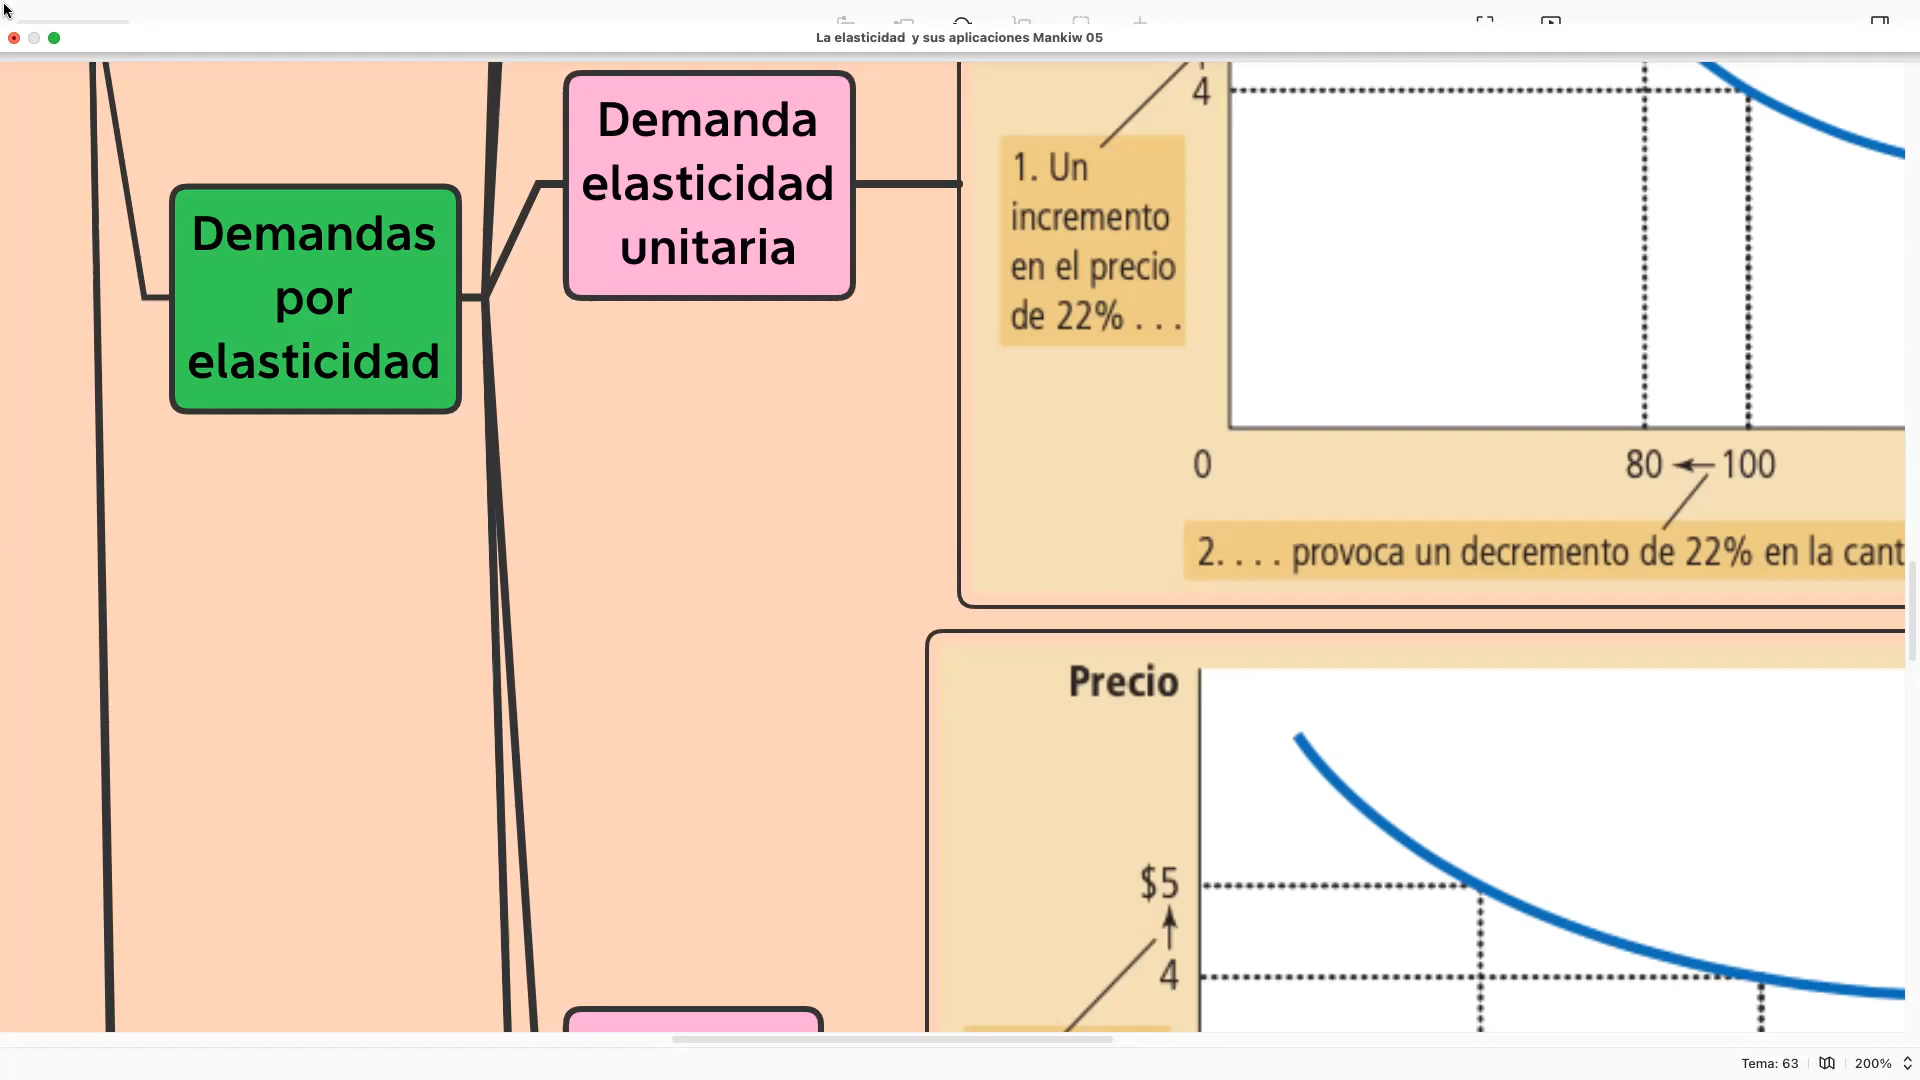 La elasticidad y sus aplicaciones Mankiw 05
Demandas
por
elasticidad
Demanda
elasticidad
unitaria
4
1. Un
incremento
en el precio
de 22% . . .
0
80
100
2. . . . provoca un decremento de 22% en la cant
Precio
$5
4
Tema: 63
200%